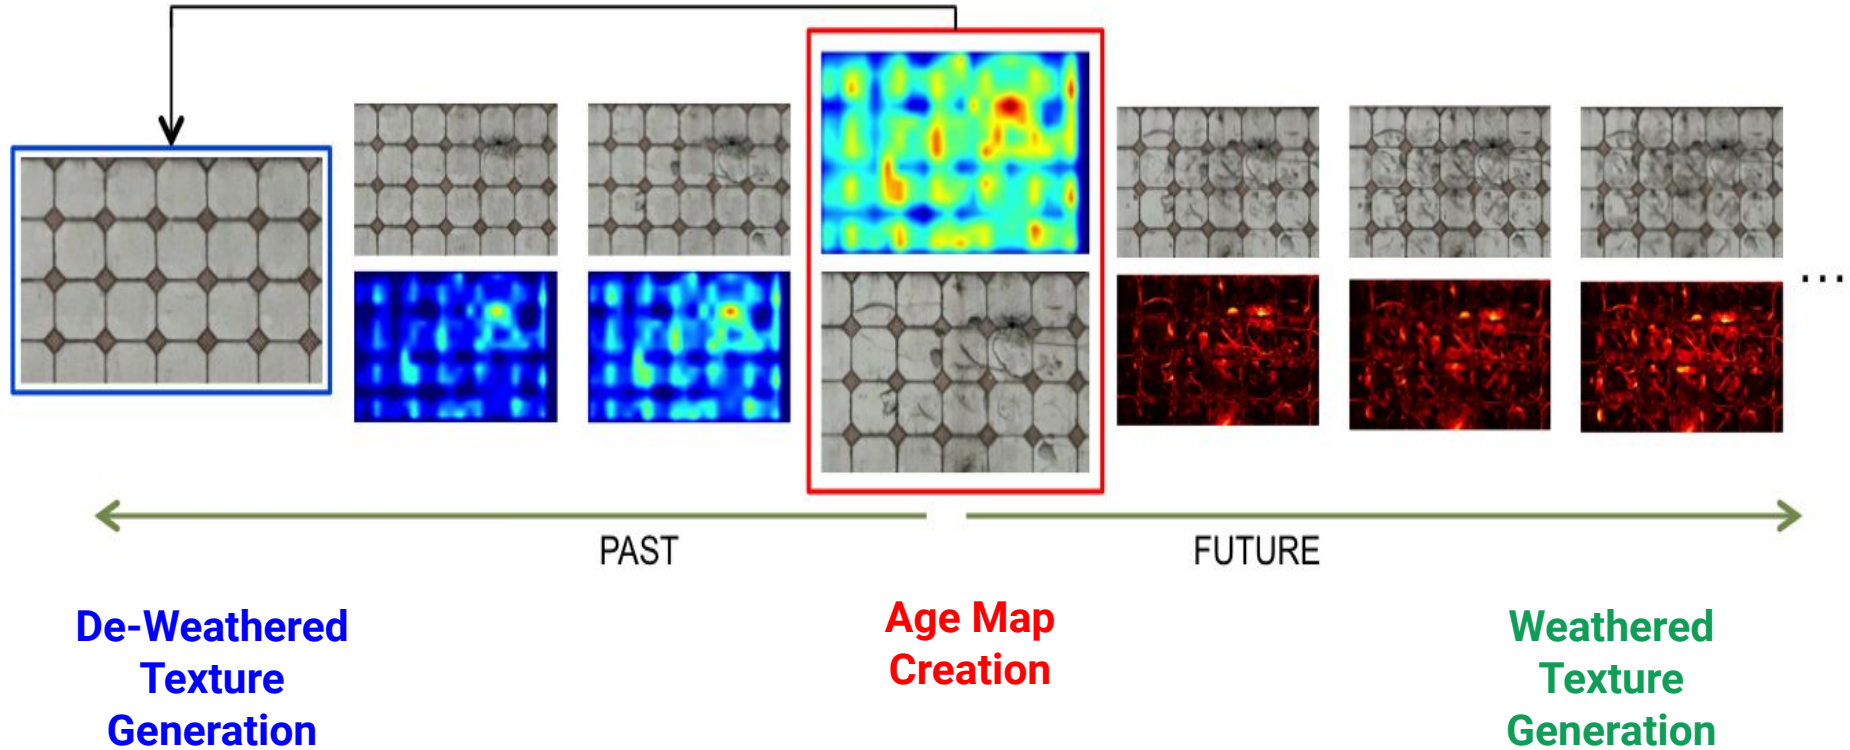 ...
PAST
FUTURE
De-Weathered
Texture
Generation
Age Map
Creation
Weathered
Texture
Generation